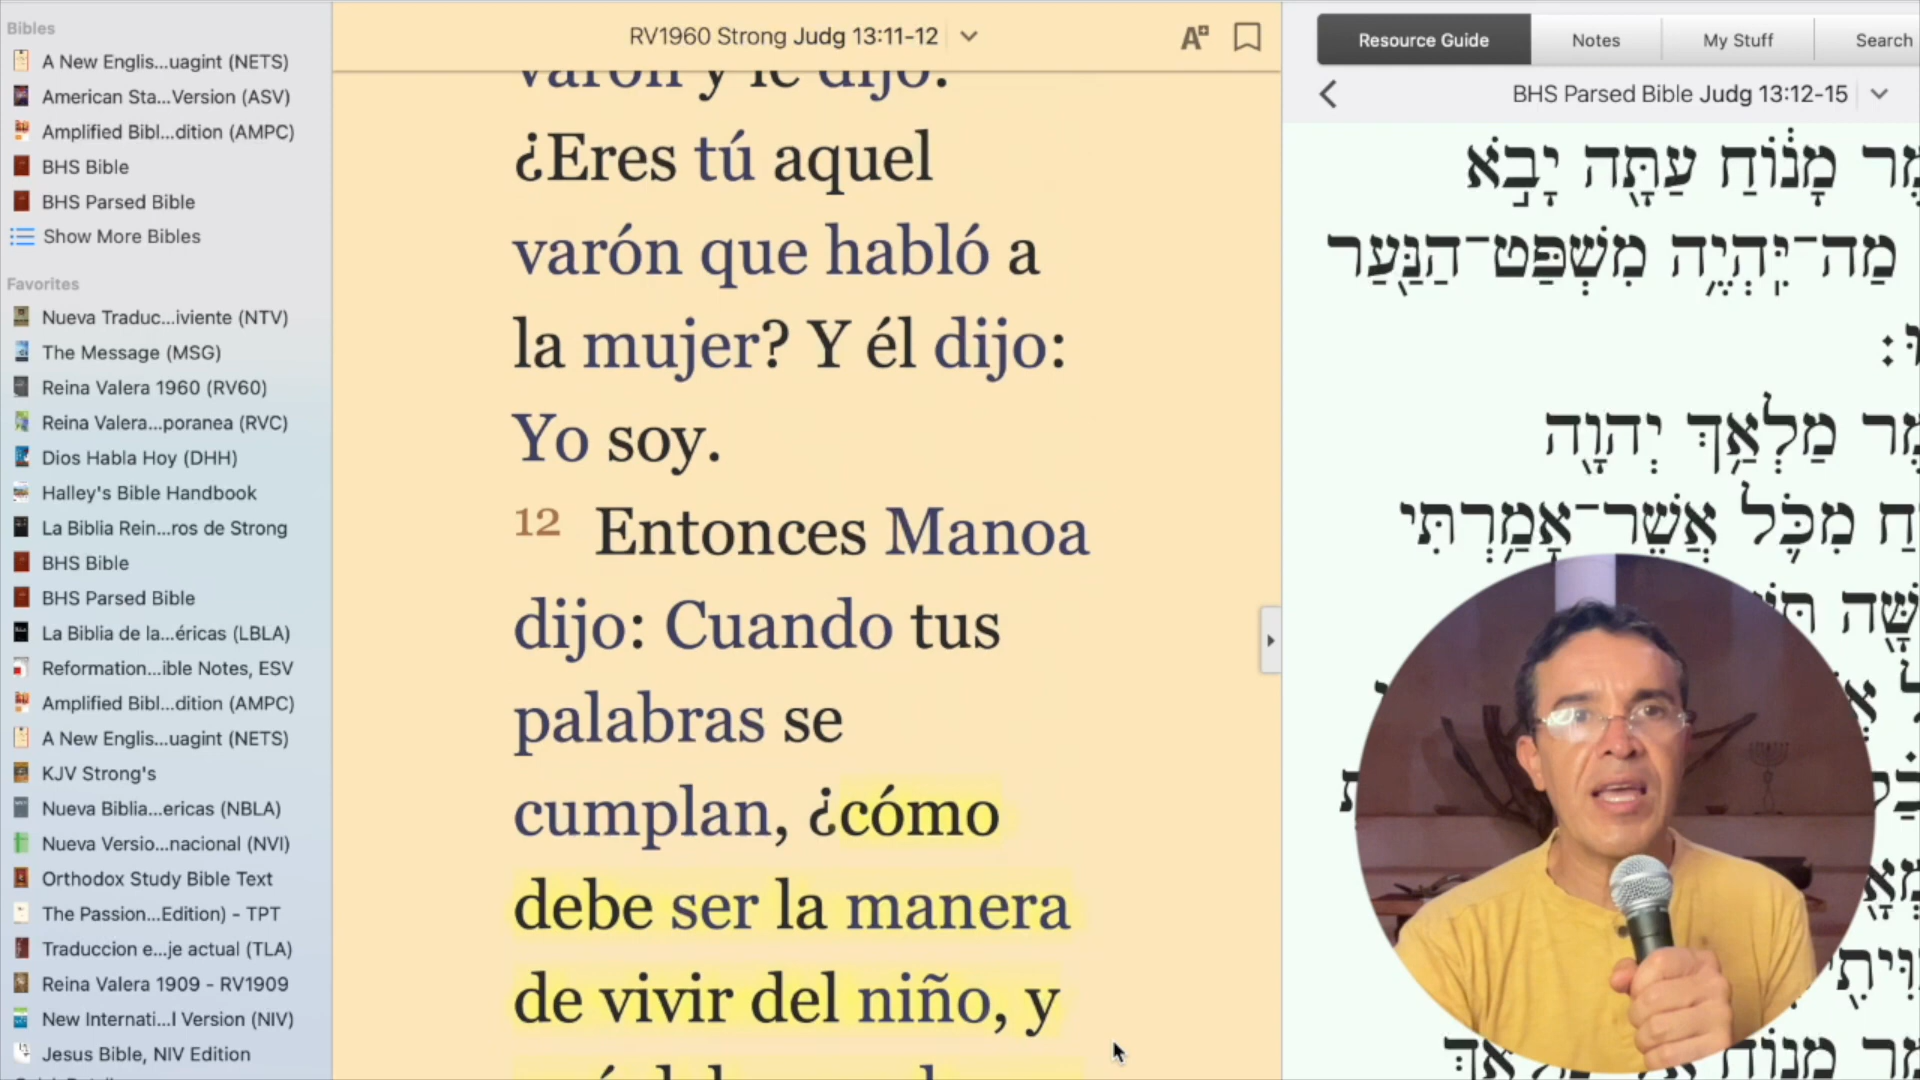 Bibles
A New Englis...uagint (NETS)
American Sta...Version (ASV)
Amplified Bibl...dition (AMPC)
BHS Bible
BHS Parsed Bible
Show More Bibles
Favorites
Nueva Traduc...iviente (NTV)
The Message (MSG)
Reina Valera 1960 (RV60)
Reina Valera...poranea (RVC)
Dios Habla Hoy (DHH)
Halley's Bible Handbook
La Biblia Rein...ros de Strong
BHS Bible
BHS Parsed Bible
La Biblia de la...éricas (LBLA)
Reformation...ible Notes, ESV
Amplified Bibl...dition (AMPC)
A New Englis...uagint (NETS)
KJV Strong's
Nueva Biblia...ericas (NBLA)
Nueva Versio...nacional (NVI)
Orthodox Study Bible Text
The Passion...Edition) - TPT
Traduccion e...je actual (TLA)
Reina Valera 1909 - RV1909
New Internati...l Version (NIV)
Jesus Bible, NIV Edition
RV1960 Strong Judg 13:11-12
varón y le dijo:
¿Eres tú aquel
varón que habló a
la mujer? Y él dijo:
Yo soy.
12 Entonces Manoa
dijo: Cuando tus
palabras se
cumplan, ¿cómo
debe ser la manera
de vivir del niño, y
Resource Guide
Notes
My Stuff
Search
BHS Parsed Bible Judg 13:12-15
מָנ֔וֹחַ עַתָּ֖ה יָבֹ֣א
מַה־יִּֽהְיֶ֥ה מִשְׁפַּט־הַנַּ֖עַר
מַלְאַ֥ךְ יְהוָ֖ה
מִכֹּ֛ל אֲשֶׁר־אָמַ֥רְתִּי